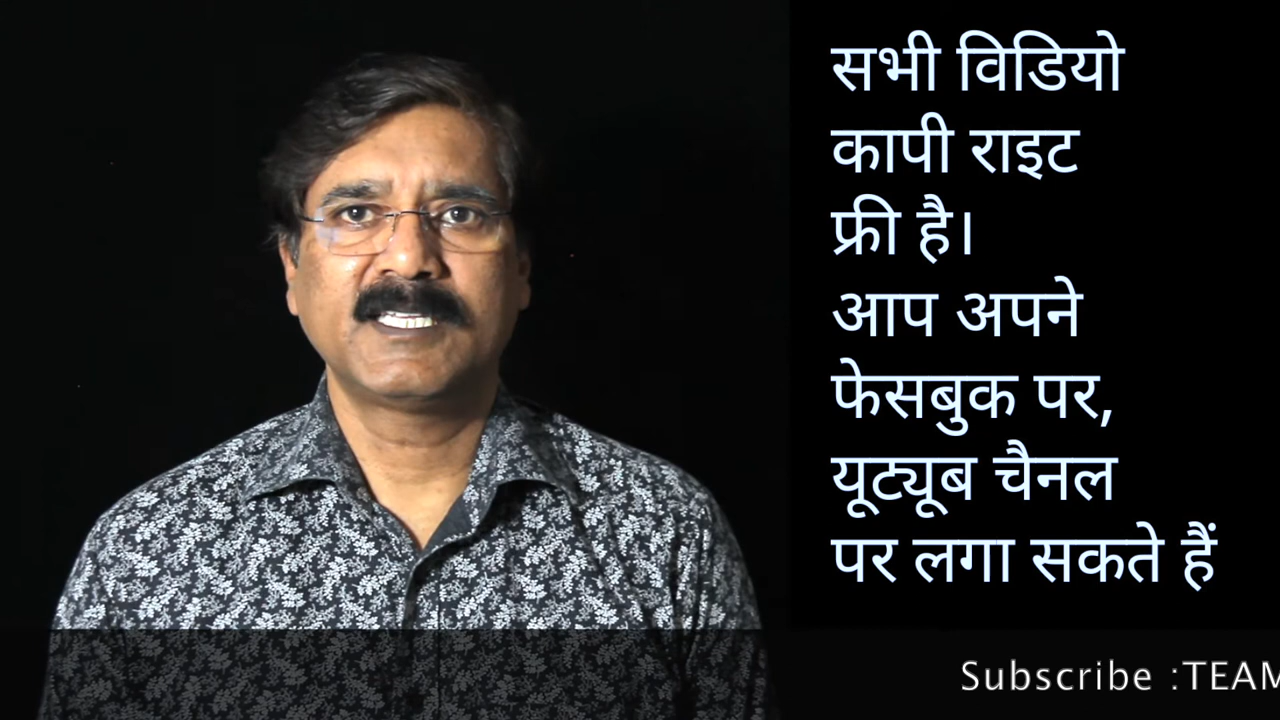 सभी विडियो
कापी राइट
फ्री है।
आप अपने
फेसबुक पर,
यूट्यूब चैनल
पर लगा सकते हैं
Subscribe :TEAM